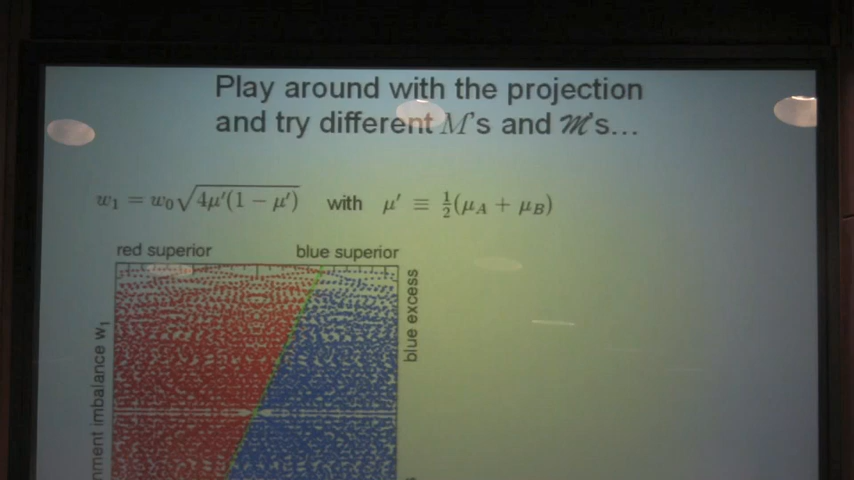 Play around with the projection
and try different M's and ℳ's...
w₁ = w₀√4μ'(1 − μ') with μ' ≡ ½(μ_A + μ_B)
red superior blue superior
blue excess
imbalance w₁